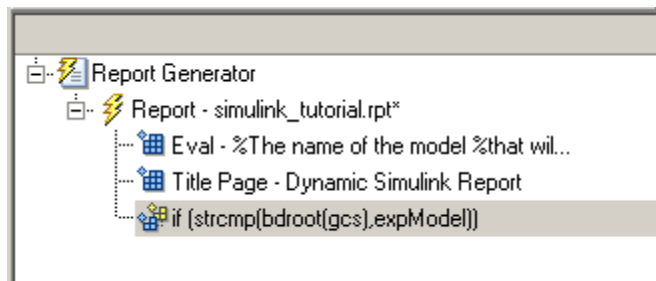 Report Generator
Report - simulink_tutorial.rpt*
Eval - %The name of the model %that wil...
Title Page - Dynamic Simulink Report
if (strcmp(bdroot(gcs),expModel))